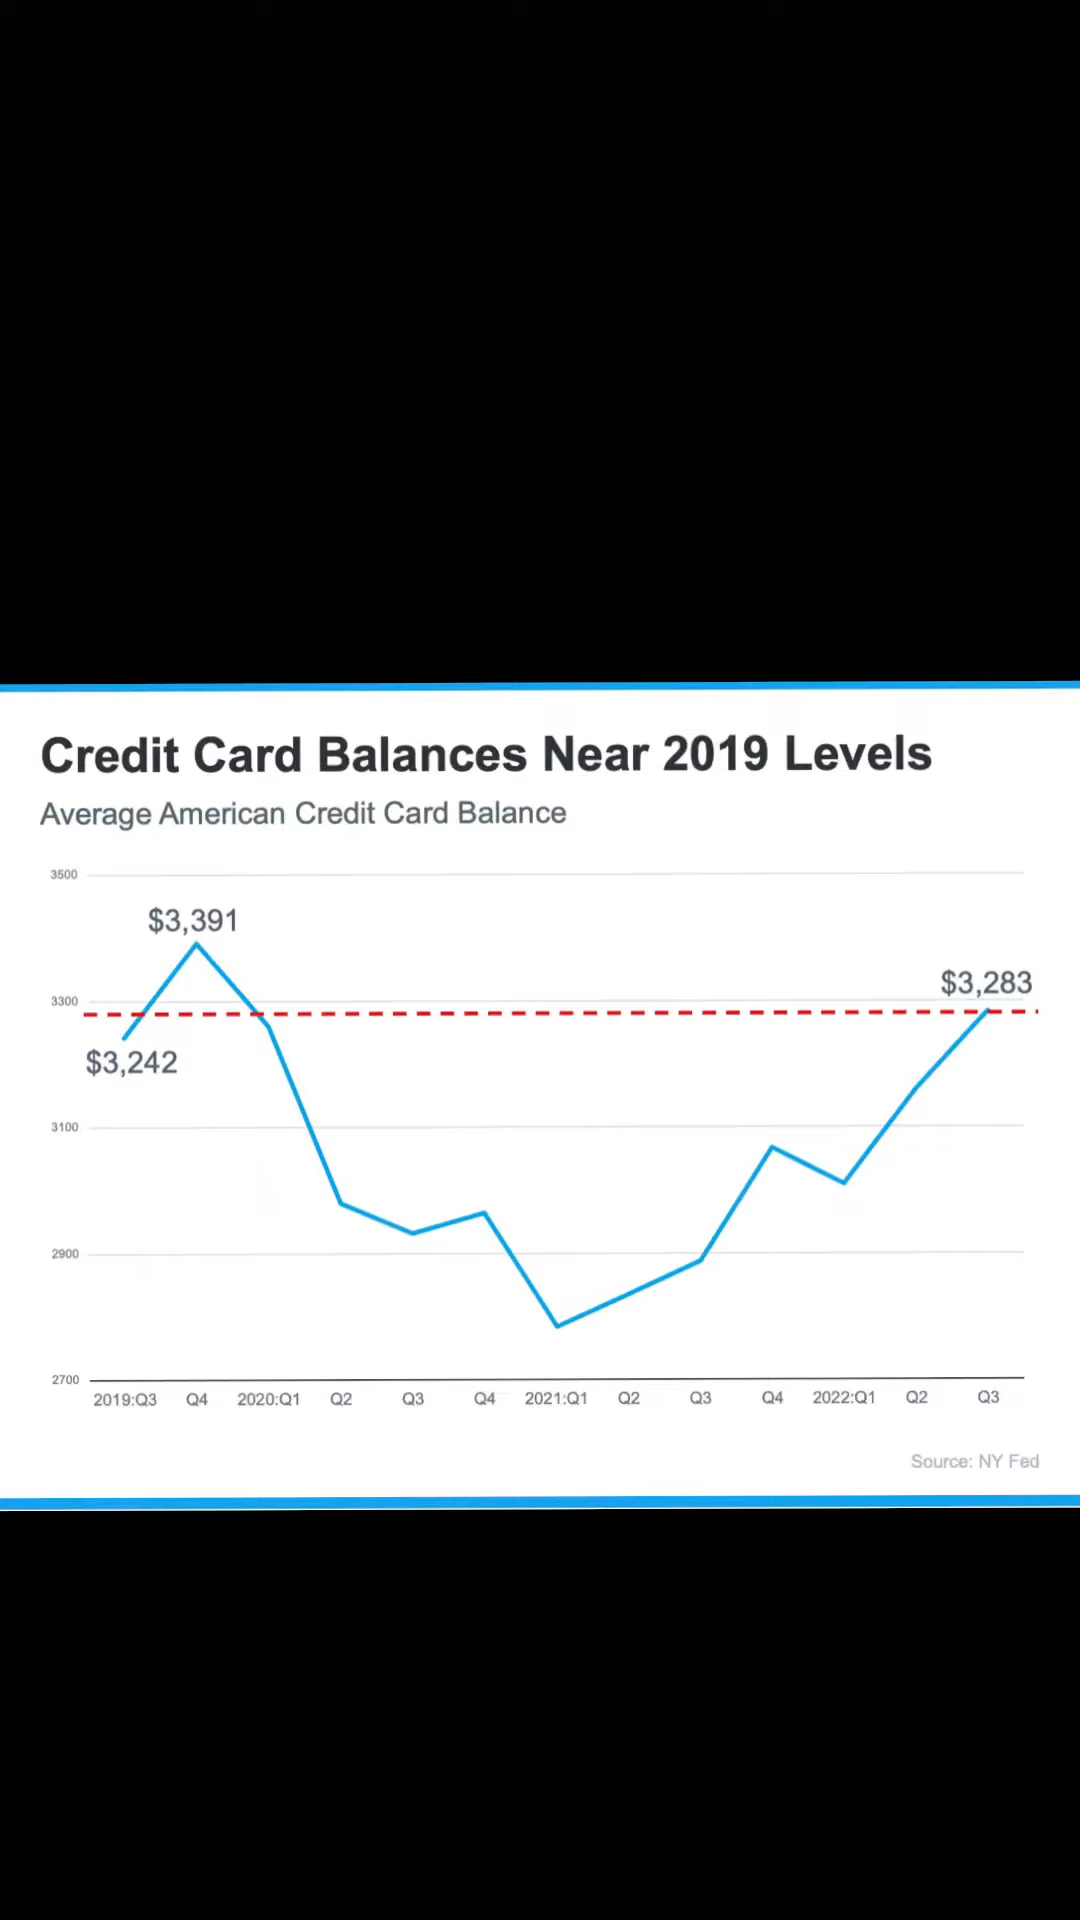 Credit Card Balances Near 2019 Levels
Average American Credit Card Balance
3500
$3,391
$3,283
3300
$3,242
3100
2900
2700
2019:Q3 Q4 2020:Q1 Q2 Q3 Q4 2021:Q1 Q2 Q3 Q4 2022:Q1 Q2 Q3
Source: NY Fed